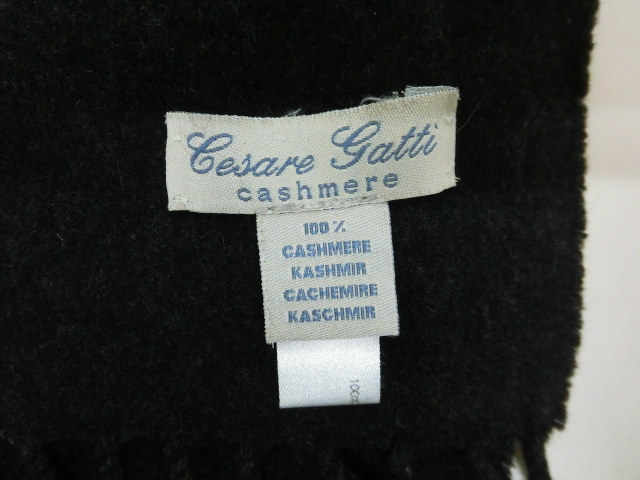 Cesare Gatti
cashmere
100%
CASHMERE
KASHMIR
CACHEMIRE
KASCHMIR